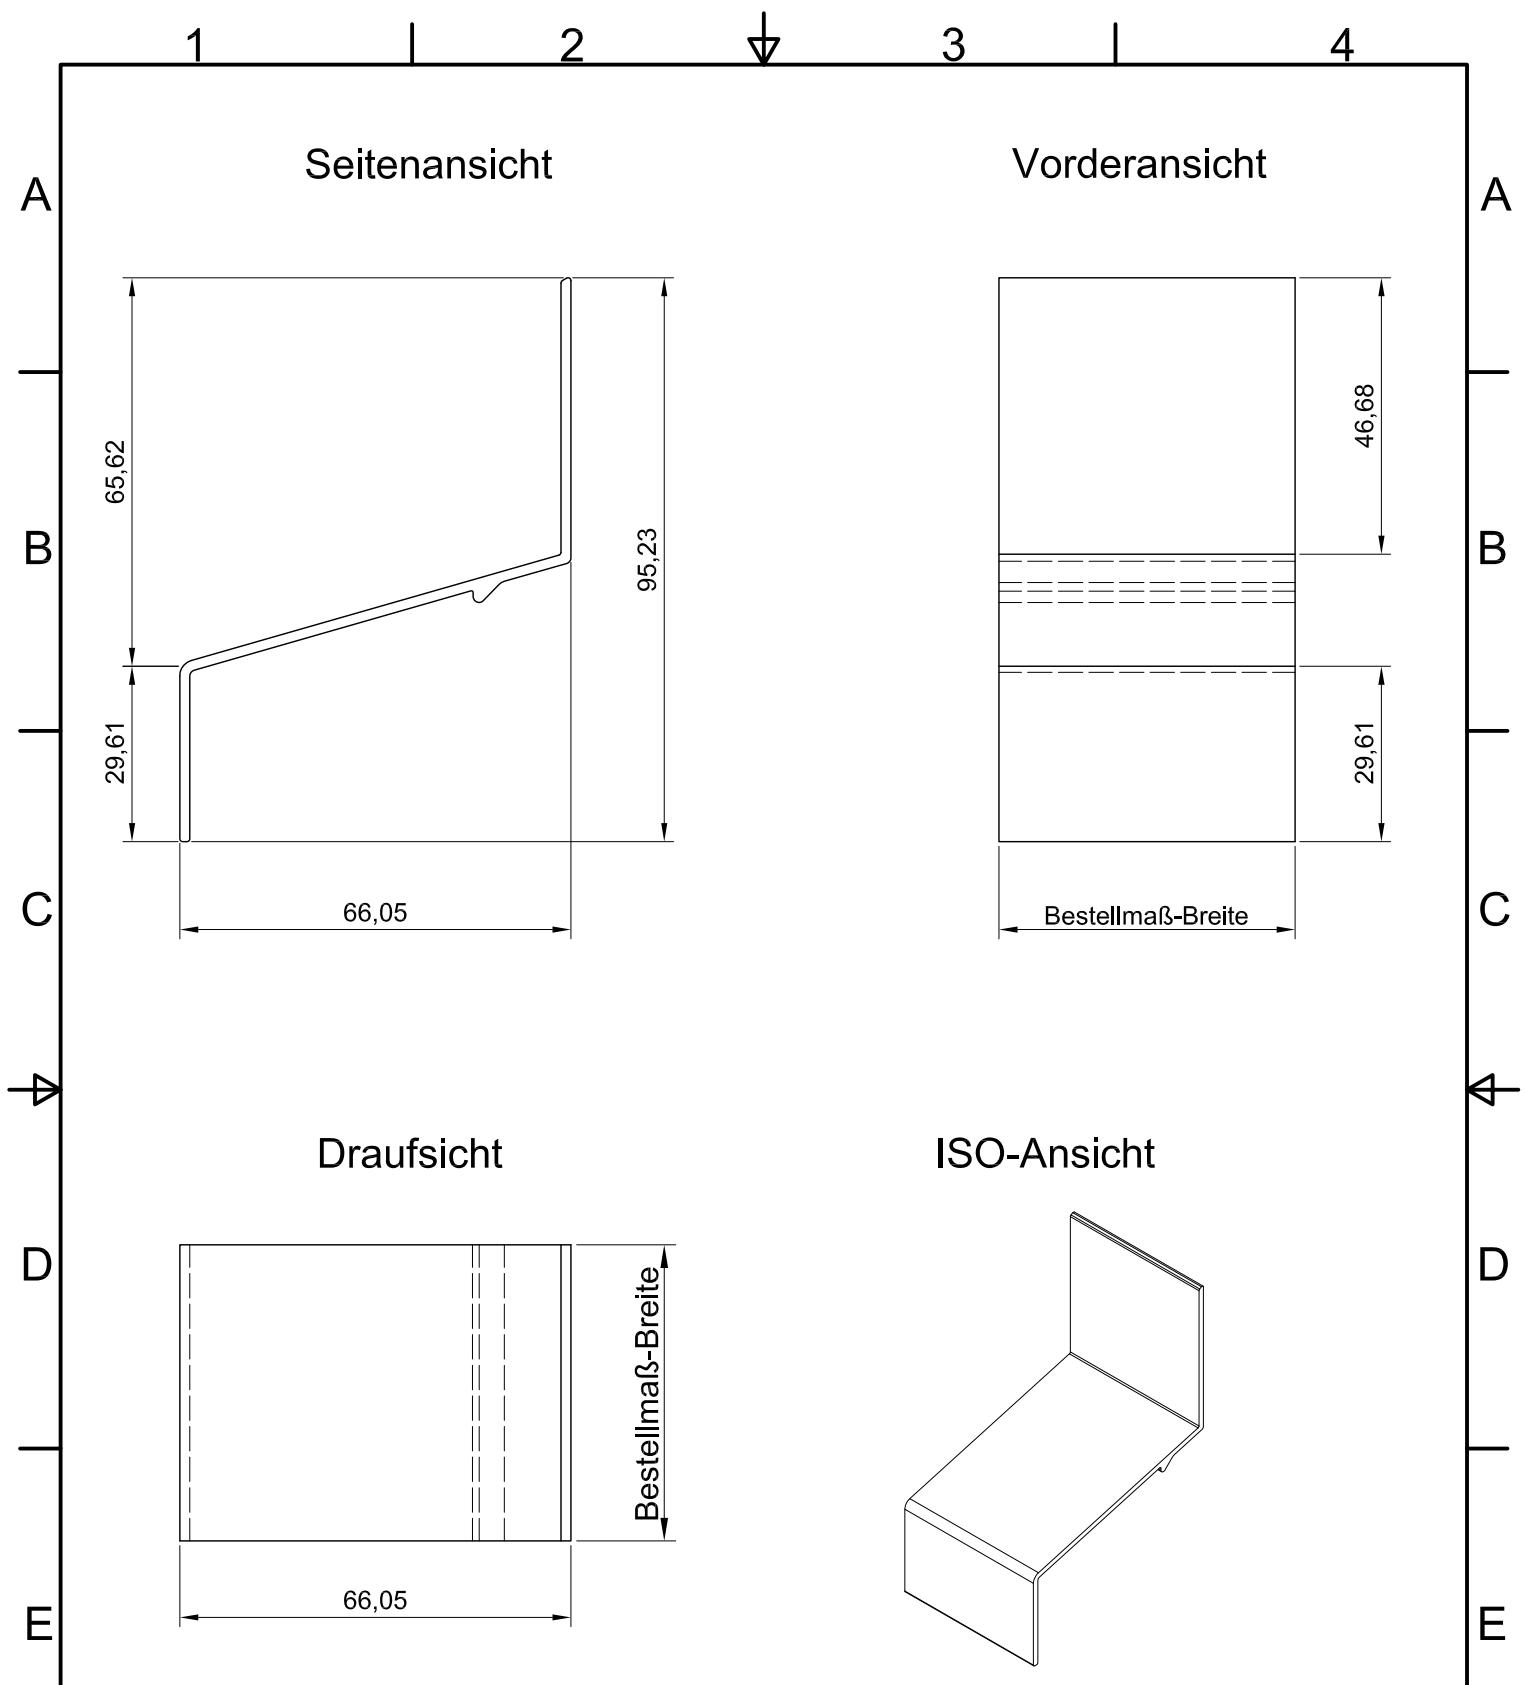 1 2 3 4
Seitenansicht Vorderansicht
A A
65,62
46,68
B B
95,23
29,61
29,61
C C
66,05
Bestellmaß-Breite
Draufsicht ISO-Ansicht
D D
Bestellmaß-Breite
66,05
E E